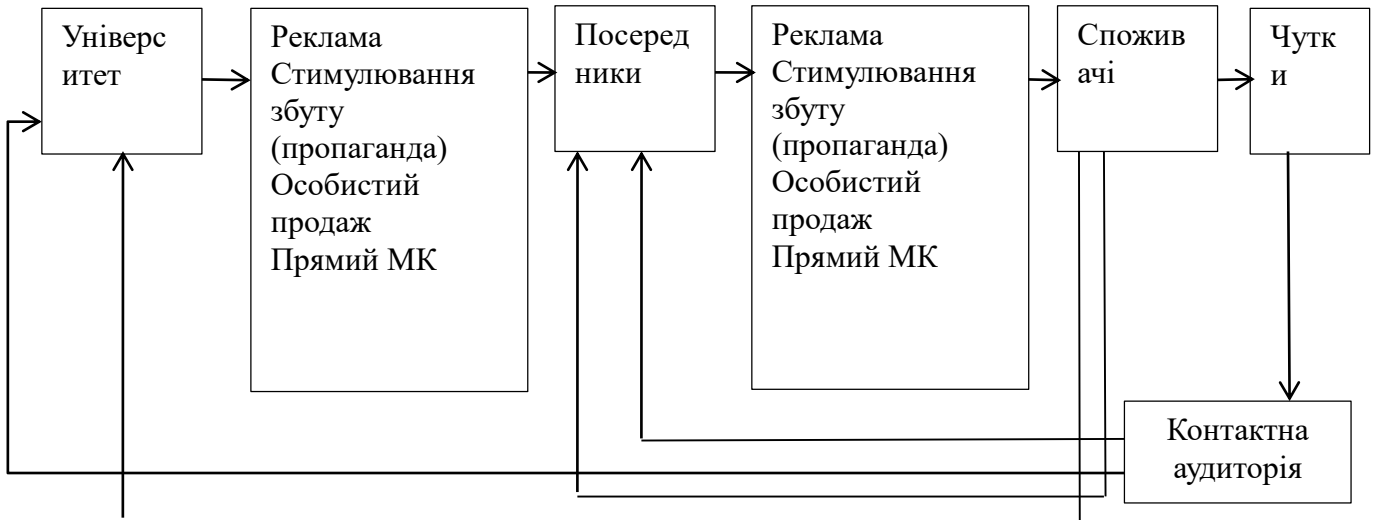 Універс
итет
Реклама
Стимулювання
збуту
(пропаганда)
Особистий
продаж
Прямий МК
Посеред
ники
Реклама
Стимулювання
збуту
(пропаганда)
Особистий
продаж
Прямий МК
Спожив
ачі
Чутк
и
Контактна
аудиторія